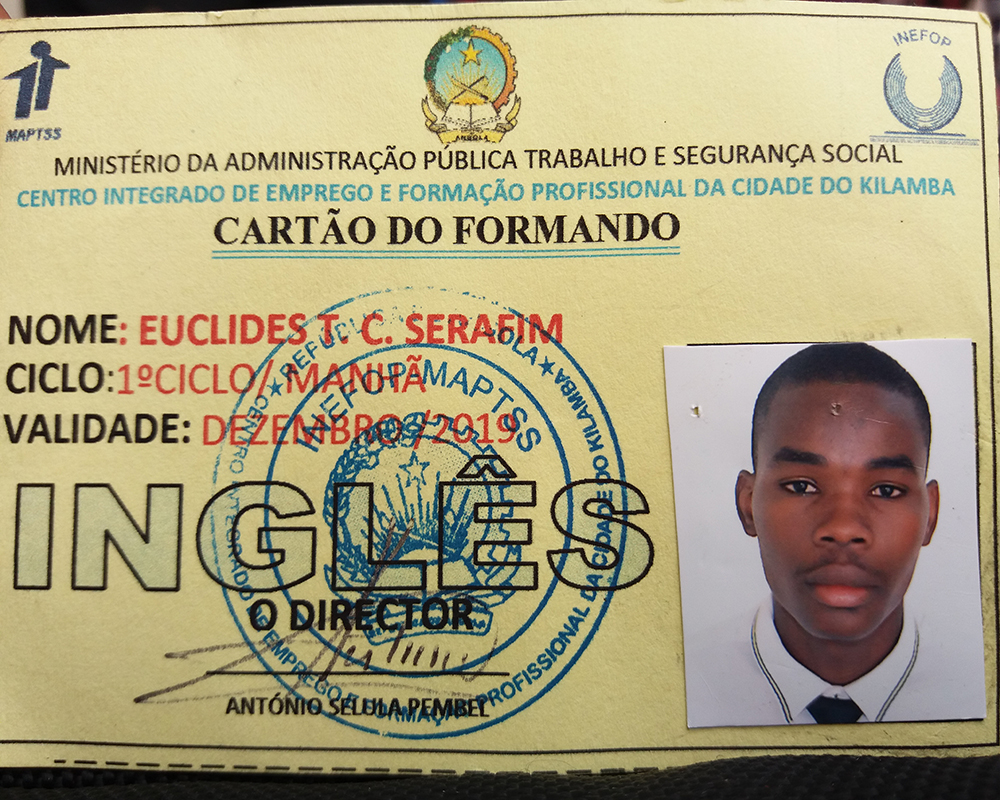 MAPTSS
ANGOLA
INEFOP
MINISTÉRIO DA ADMINISTRAÇÃO PÚBLICA TRABALHO E SEGURANÇA SOCIAL
CENTRO INTEGRADO DE EMPREGO E FORMAÇÃO PROFISSIONAL DA CIDADE DO KILAMBA
CARTÃO DO FORMANDO
NOME: EUCLIDES T. C. SERAFIM
CICLO:1ºCICLO/ MANHÃ
VALIDADE: DEZEMBRO /2019
INGLÊS
O DIRECTOR
ANTÓNIO SELULA PEMBEL
★ REPÚBLICA ANGOLA ★
CENTRO INTEGRADO DE EMPREGO E FORMAÇÃO PROFISSIONAL DA CIDADE DO KILAMBA
INEFOP-MAPTSS